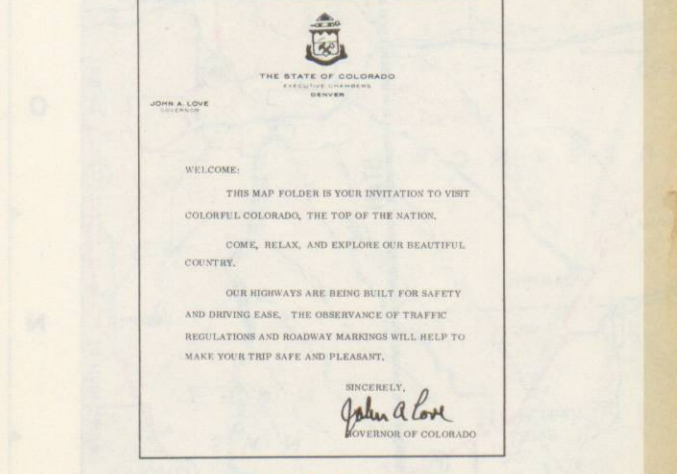 THE STATE OF COLORADO
EXECUTIVE CHAMBERS
DENVER
JOHN A. LOVE
GOVERNOR
WELCOME:
THIS MAP FOLDER IS YOUR INVITATION TO VISIT
COLORFUL COLORADO, THE TOP OF THE NATION.
COME, RELAX, AND EXPLORE OUR BEAUTIFUL
COUNTRY.
OUR HIGHWAYS ARE BEING BUILT FOR SAFETY
AND DRIVING EASE. THE OBSERVANCE OF TRAFFIC
REGULATIONS AND ROADWAY MARKINGS WILL HELP TO
MAKE YOUR TRIP SAFE AND PLEASANT.
SINCERELY,
John A Love
GOVERNOR OF COLORADO